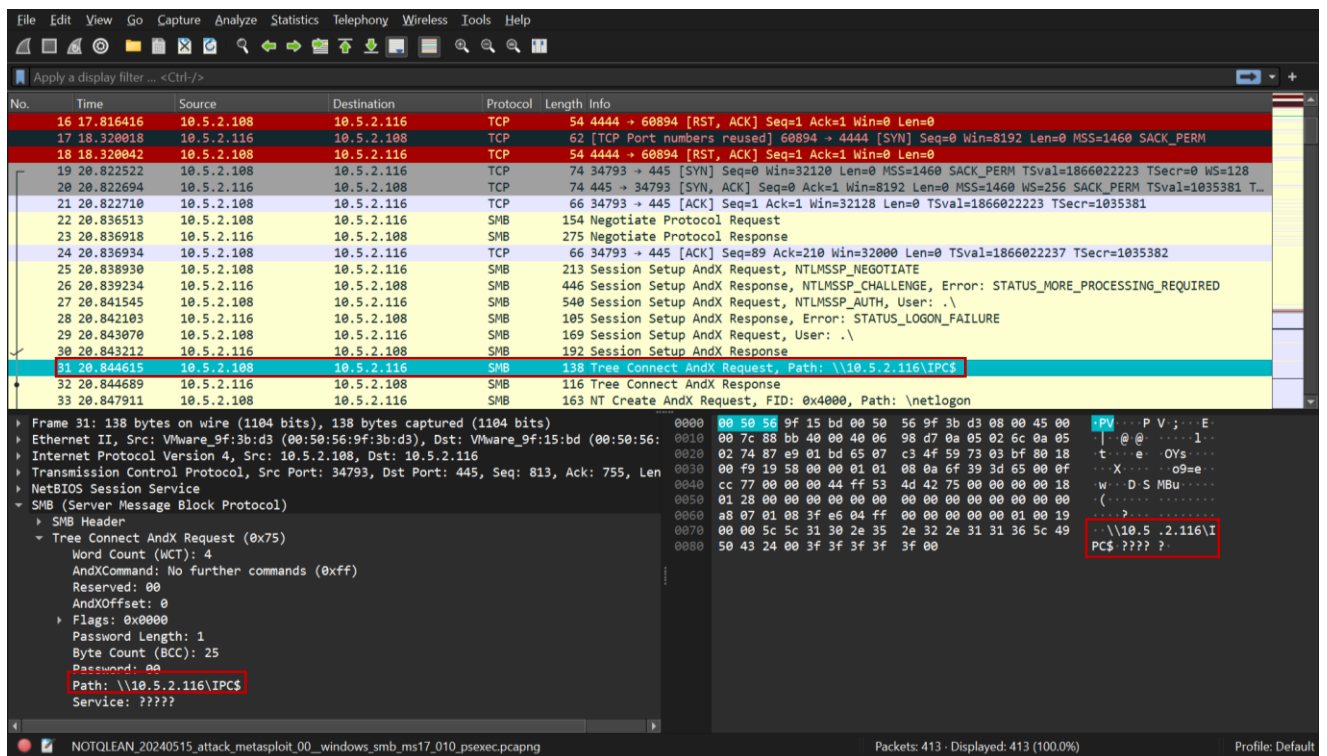 File Edit View Go Capture Analyze Statistics Telephony Wireless Tools Help
Apply a display filter ... <Ctrl-/>
No. Time Source Destination Protocol Length Info
16 17.816416 10.5.2.108 10.5.2.116 TCP 54 4444 → 60894 [RST, ACK] Seq=1 Ack=1 Win=0 Len=0
17 18.320018 10.5.2.116 10.5.2.108 TCP 62 [TCP Port numbers reused] 60894 → 4444 [SYN] Seq=0 Win=8192 Len=0 MSS=1460 SACK_PERM
18 18.320042 10.5.2.108 10.5.2.116 TCP 54 4444 → 60894 [RST, ACK] Seq=1 Ack=1 Win=0 Len=0
19 20.822522 10.5.2.108 10.5.2.116 TCP 74 34793 → 445 [SYN] Seq=0 Win=32120 Len=0 MSS=1460 SACK_PERM TSval=1866022223 TSecr=0 WS=128
20 20.822694 10.5.2.116 10.5.2.108 TCP 74 445 → 34793 [SYN, ACK] Seq=0 Ack=1 Win=8192 Len=0 MSS=1460 WS=256 SACK_PERM TSval=1035381 T…
21 20.822710 10.5.2.108 10.5.2.116 TCP 66 34793 → 445 [ACK] Seq=1 Ack=1 Win=32128 Len=0 TSval=1866022223 TSecr=1035381
22 20.836513 10.5.2.108 10.5.2.116 SMB 154 Negotiate Protocol Request
23 20.836918 10.5.2.116 10.5.2.108 SMB 275 Negotiate Protocol Response
24 20.836934 10.5.2.108 10.5.2.116 TCP 66 34793 → 445 [ACK] Seq=89 Ack=210 Win=32000 Len=0 TSval=1866022237 TSecr=1035382
25 20.838930 10.5.2.108 10.5.2.116 SMB 213 Session Setup AndX Request, NTLMSSP_NEGOTIATE
26 20.839234 10.5.2.116 10.5.2.108 SMB 446 Session Setup AndX Response, NTLMSSP_CHALLENGE, Error: STATUS_MORE_PROCESSING_REQUIRED
27 20.841545 10.5.2.108 10.5.2.116 SMB 540 Session Setup AndX Request, NTLMSSP_AUTH, User: .\
28 20.842103 10.5.2.116 10.5.2.108 SMB 105 Session Setup AndX Response, Error: STATUS_LOGON_FAILURE
29 20.843070 10.5.2.108 10.5.2.116 SMB 169 Session Setup AndX Request, User: .\
30 20.843212 10.5.2.116 10.5.2.108 SMB 192 Session Setup AndX Response
31 20.844615 10.5.2.108 10.5.2.116 SMB 138 Tree Connect AndX Request, Path: \\10.5.2.116\IPC$
32 20.844689 10.5.2.116 10.5.2.108 SMB 116 Tree Connect AndX Response
33 20.847911 10.5.2.108 10.5.2.116 SMB 163 NT Create AndX Request, FID: 0x4000, Path: \netlogon
Frame 31: 138 bytes on wire (1104 bits), 138 bytes captured (1104 bits)
Ethernet II, Src: VMware_9f:3b:d3 (00:50:56:9f:3b:d3), Dst: VMware_9f:15:bd (00:50:56:
Internet Protocol Version 4, Src: 10.5.2.108, Dst: 10.5.2.116
Transmission Control Protocol, Src Port: 34793, Dst Port: 445, Seq: 813, Ack: 755, Len
NetBIOS Session Service
SMB (Server Message Block Protocol)
SMB Header
Tree Connect AndX Request (0x75)
Word Count (WCT): 4
AndXCommand: No further commands (0xff)
Reserved: 00
AndXOffset: 0
Flags: 0x0000
Password Length: 1
Byte Count (BCC): 25
Password: 00
Path: \\10.5.2.116\IPC$
Service: ?????
0000 00 50 56 9f 15 bd 00 50 56 9f 3b d3 08 00 45 00 ·PV····P V·;···E·
0010 00 7c 88 bb 40 00 40 06 98 d7 0a 05 02 6c 0a 05 ·|··@·@· ·····l··
0020 02 74 87 e9 01 bd 65 07 c3 4f 59 73 03 bf 80 18 ·t····e· ·OYs····
0030 00 f9 19 58 00 00 01 01 08 0a 6f 39 3d 65 00 0f ···X···· ··o9=e··
0040 cc 77 00 00 00 44 ff 53 4d 42 75 00 00 00 00 18 ·w···D·S MBu·····
0050 01 28 00 00 00 00 00 00 00 00 00 00 00 00 00 00 ·(······ ········
0060 a8 07 01 08 3f e6 04 ff 00 00 00 00 00 01 00 19 ····?··· ········
0070 00 00 5c 5c 31 30 2e 35 2e 32 2e 31 31 36 5c 49 ··\\10.5 .2.116\I
0080 50 43 24 00 3f 3f 3f 3f 3f 00 PC$·???? ?·
NOTQLEAN_20240515_attack_metasploit_00__windows_smb_ms17_010_psexec.pcapng
Packets: 413 · Displayed: 413 (100.0%)
Profile: Default